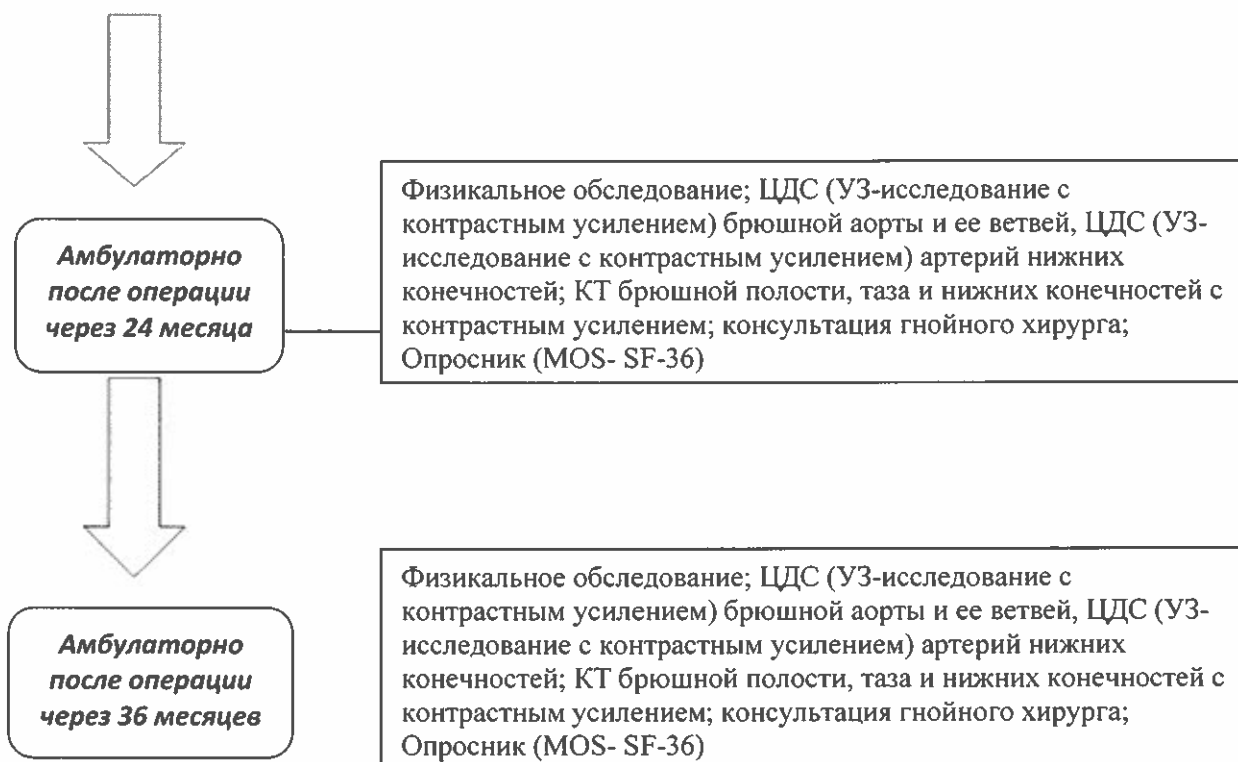 Амбулаторно
после операции
через 24 месяца
Физикальное обследование; ЦДС (УЗ-исследование с
контрастным усилением) брюшной аорты и ее ветвей, ЦДС (УЗ-
исследование с контрастным усилением) артерий нижних
конечностей; КТ брюшной полости, таза и нижних конечностей с
контрастным усилением; консультация гнойного хирурга;
Опросник (MOS- SF-36)
Амбулаторно
после операции
через 36 месяцев
Физикальное обследование; ЦДС (УЗ-исследование с
контрастным усилением) брюшной аорты и ее ветвей, ЦДС (УЗ-
исследование с контрастным усилением) артерий нижних
конечностей; КТ брюшной полости, таза и нижних конечностей с
контрастным усилением; консультация гнойного хирурга;
Опросник (MOS- SF-36)